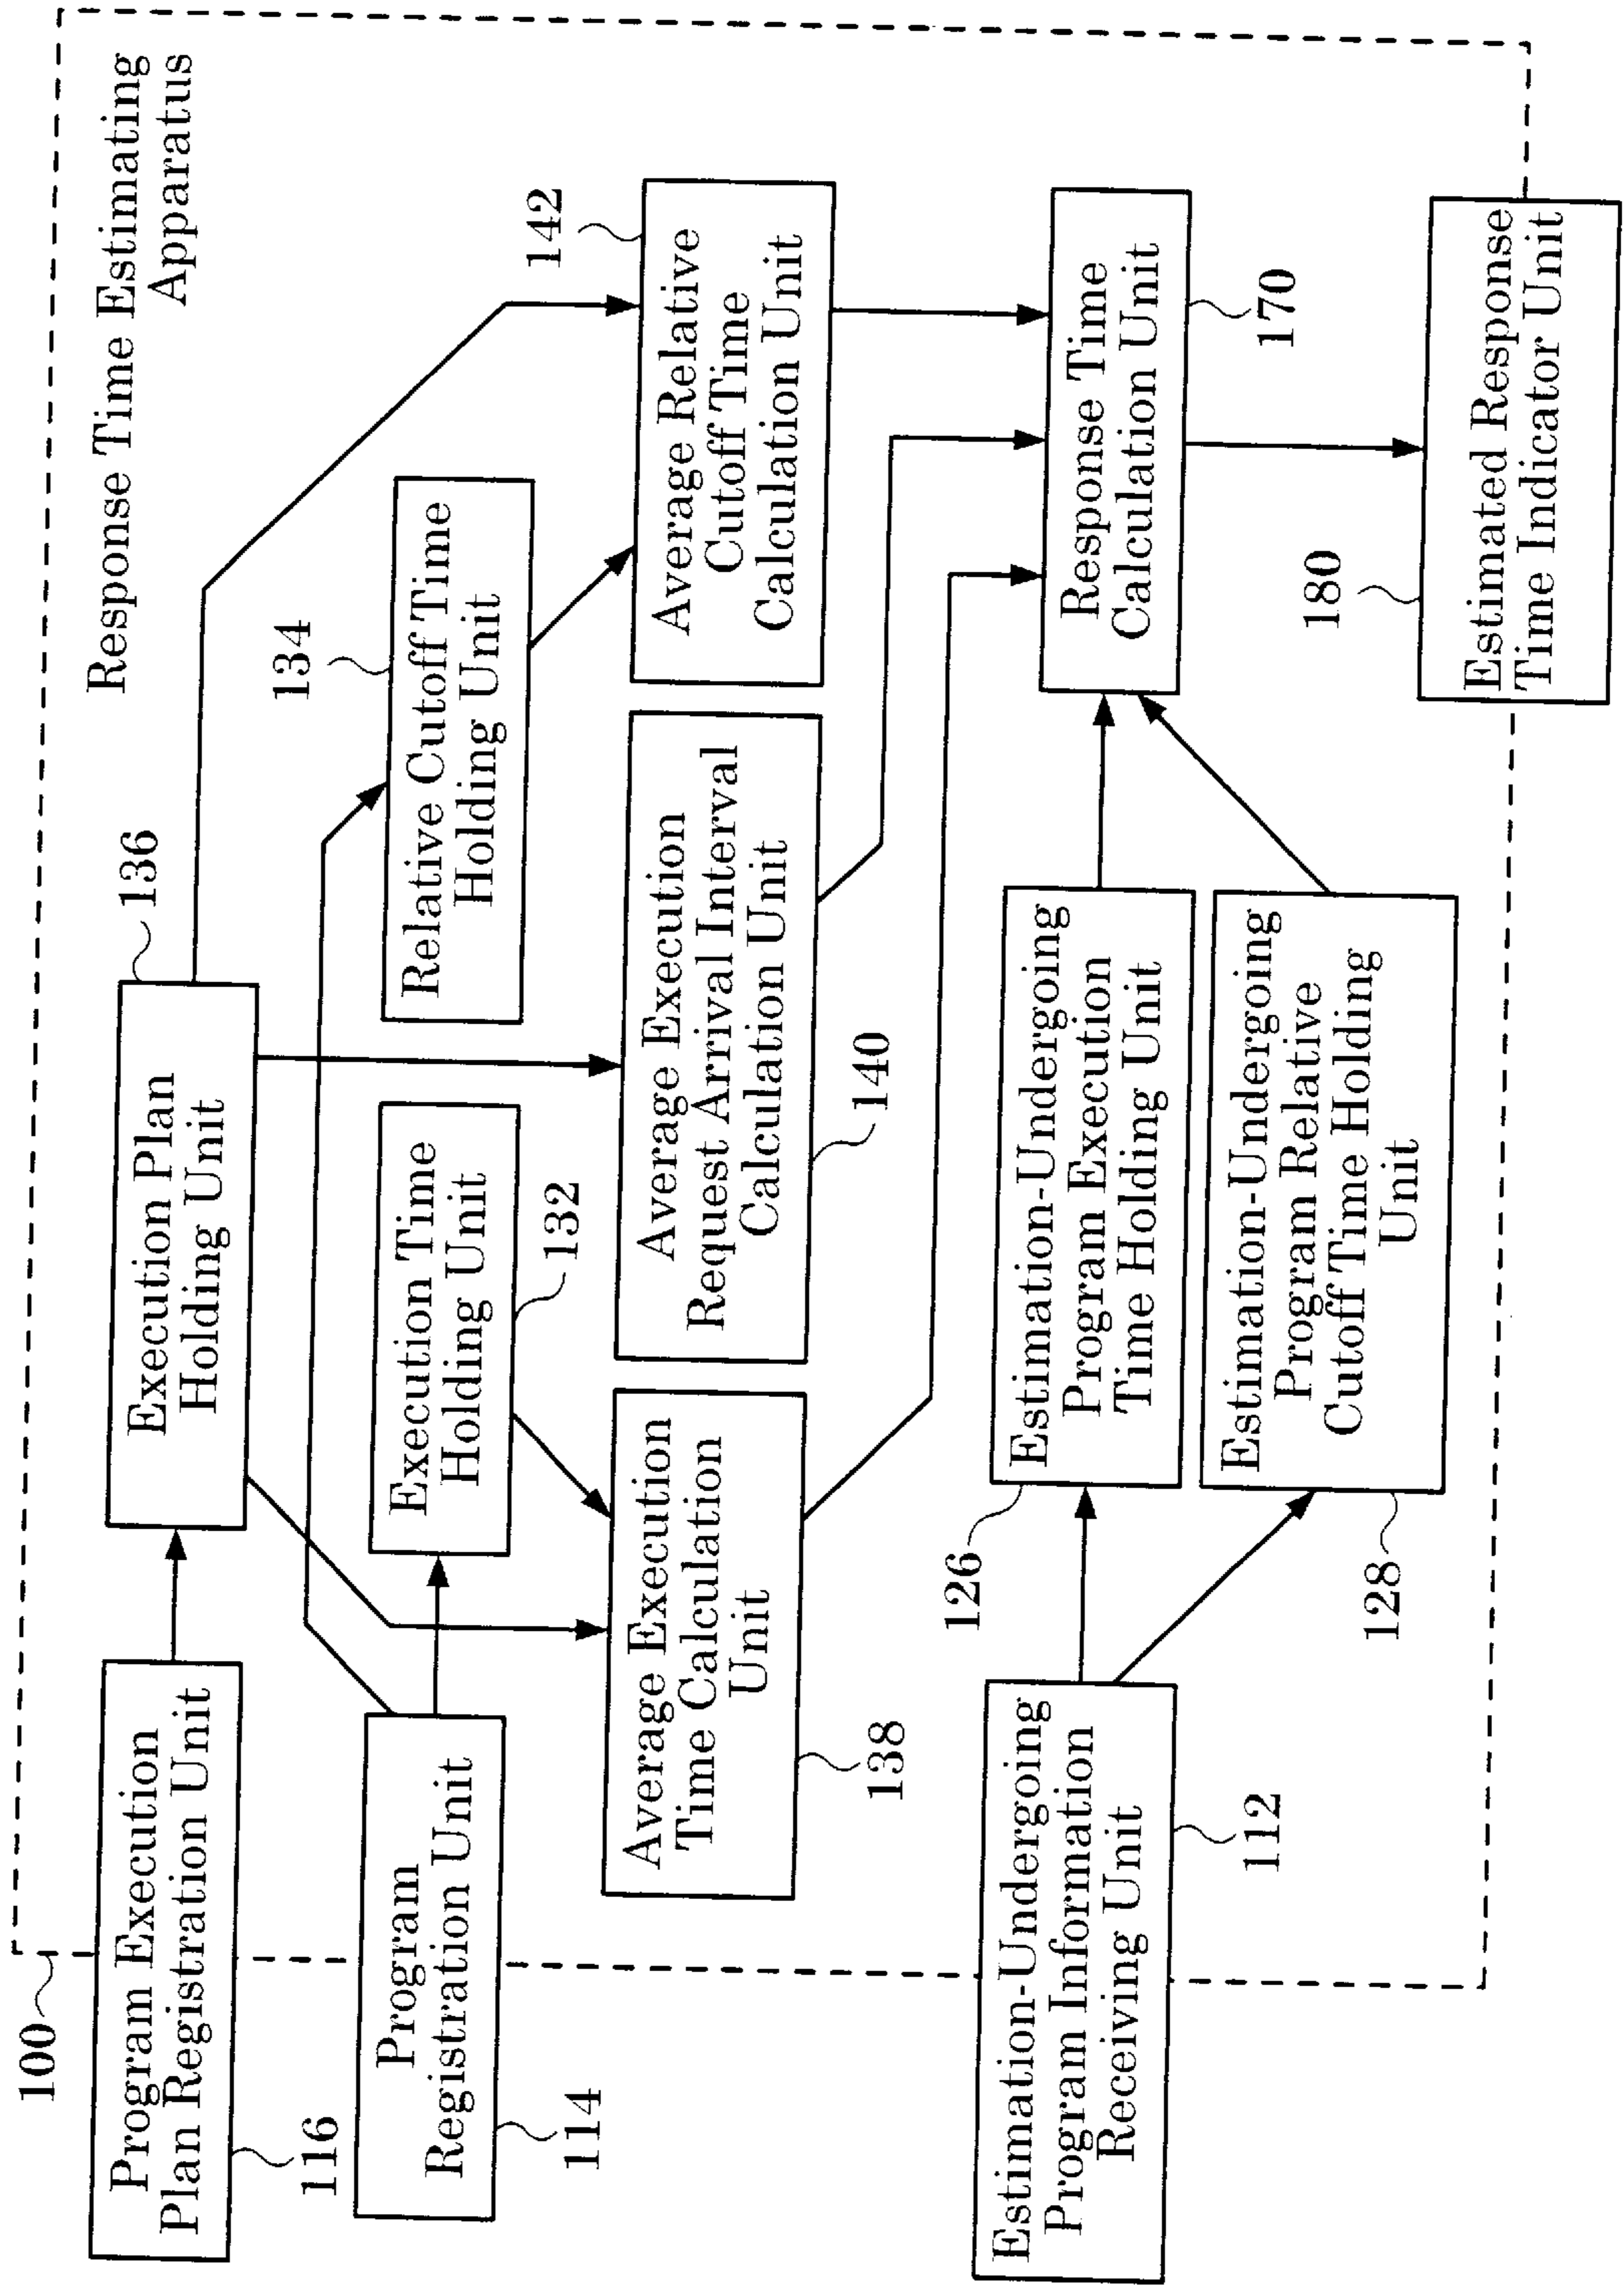 100
Response Time Estimating
Apparatus
Program Execution
Plan Registration Unit
116
Execution Plan
Holding Unit
136
Program
Registration Unit
114
Execution Time
Holding Unit
132
Relative Cutoff Time
Holding Unit
134
Average Execution
Time Calculation
Unit
138
Average Execution
Request Arrival Interval
Calculation Unit
140
Average Relative
Cutoff Time
Calculation Unit
142
Estimation-Undergoing
Program Information
Receiving Unit
112
Estimation-Undergoing
Program Execution
Time Holding Unit
126
Estimation-Undergoing
Program Relative
Cutoff Time Holding
Unit
128
Response Time
Calculation Unit
170
Estimated Response
Time Indicator Unit
180